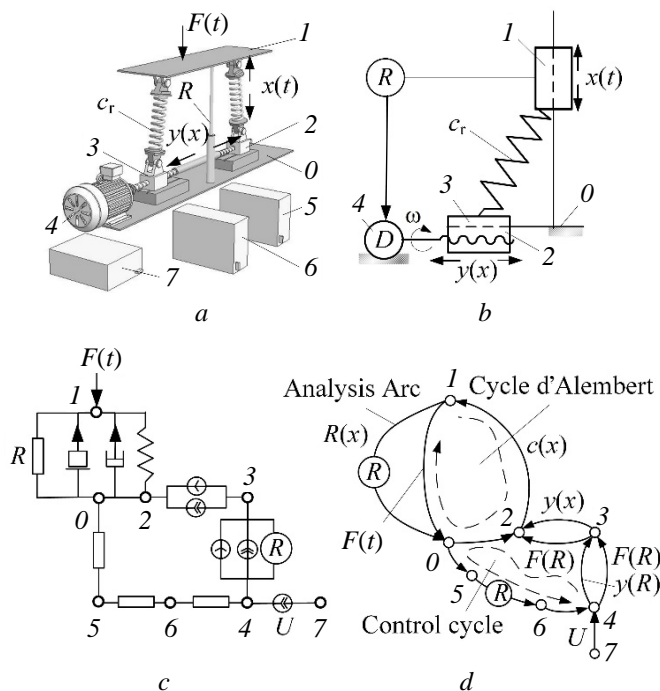 F(t)
1
R
x(t)
c_r
y(x)
2
3
0
4
5
6
7
a
1
R
x(t)
c_r
4
3
0
ω
D
2
y(x)
b
F(t)
1
R
3
0
2
R
5
6
4
U
7
c
1
Analysis Arc
Cycle d’Alembert
R(x)
c(x)
R
y(x)
2
3
F(t)
0
F(R)
F(R)
5
R
y(R)
6
4
Control cycle
U
7
d